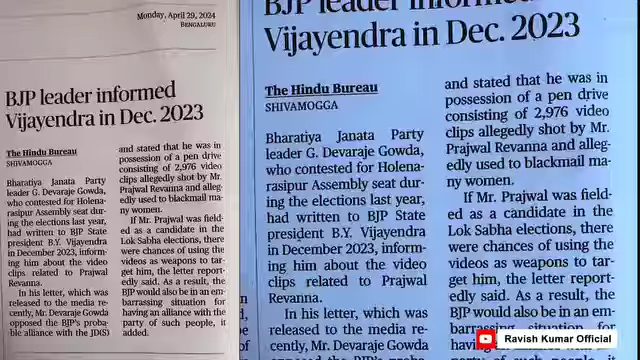 Monday, April 29, 2024
BENGALURU
BJP leader informed
Vijayendra in Dec. 2023
The Hindu Bureau
SHIVAMOGGA
Bharatiya Janata Party
leader G. Devaraje Gowda,
who contested for Holena-
rasipur Assembly seat dur-
ing the elections last year,
had written to BJP State
president B.Y. Vijayendra
in December 2023, inform-
ing him about the video
clips related to Prajwal
Revanna.
In his letter, which was
released to the media re-
cently, Mr. Devaraje Gowda
opposed the BJP's proba-
ble alliance with the JD(S)
and stated that he was in
possession of a pen drive
consisting of 2,976 video
clips allegedly shot by Mr.
Prajwal Revanna and alleg-
edly used to blackmail ma-
ny women.
If Mr. Prajwal was field-
ed as a candidate in the
Lok Sabha elections, there
were chances of using the
videos as weapons to tar-
get him, the letter report-
edly said. As a result, the
BJP would also be in an em-
barrassing situation for
having an alliance with the
party of such people, it
added.
BJP leader informed
Vijayendra in Dec. 2023
The Hindu Bureau
SHIVAMOGGA
Bharatiya Janata Party
leader G. Devaraje Gowda,
who contested for Holena-
rasipur Assembly seat dur-
ing the elections last year,
had written to BJP State
president B.Y. Vijayendra
in December 2023, inform-
ing him about the video
clips related to Prajwal
Revanna.
In his letter, which was
released to the media re-
cently, Mr. Devaraje Gowda
and stated that he was in
possession of a pen drive
consisting of 2,976 video
clips allegedly shot by Mr.
Prajwal Revanna and alleg-
edly used to blackmail ma-
ny women.
If Mr. Prajwal was field-
ed as a candidate in the
Lok Sabha elections, there
were chances of using the
videos as weapons to tar-
get him, the letter report-
edly said. As a result, the
BJP would also be in an em-
barrassing situation for
Ravish Kumar Official